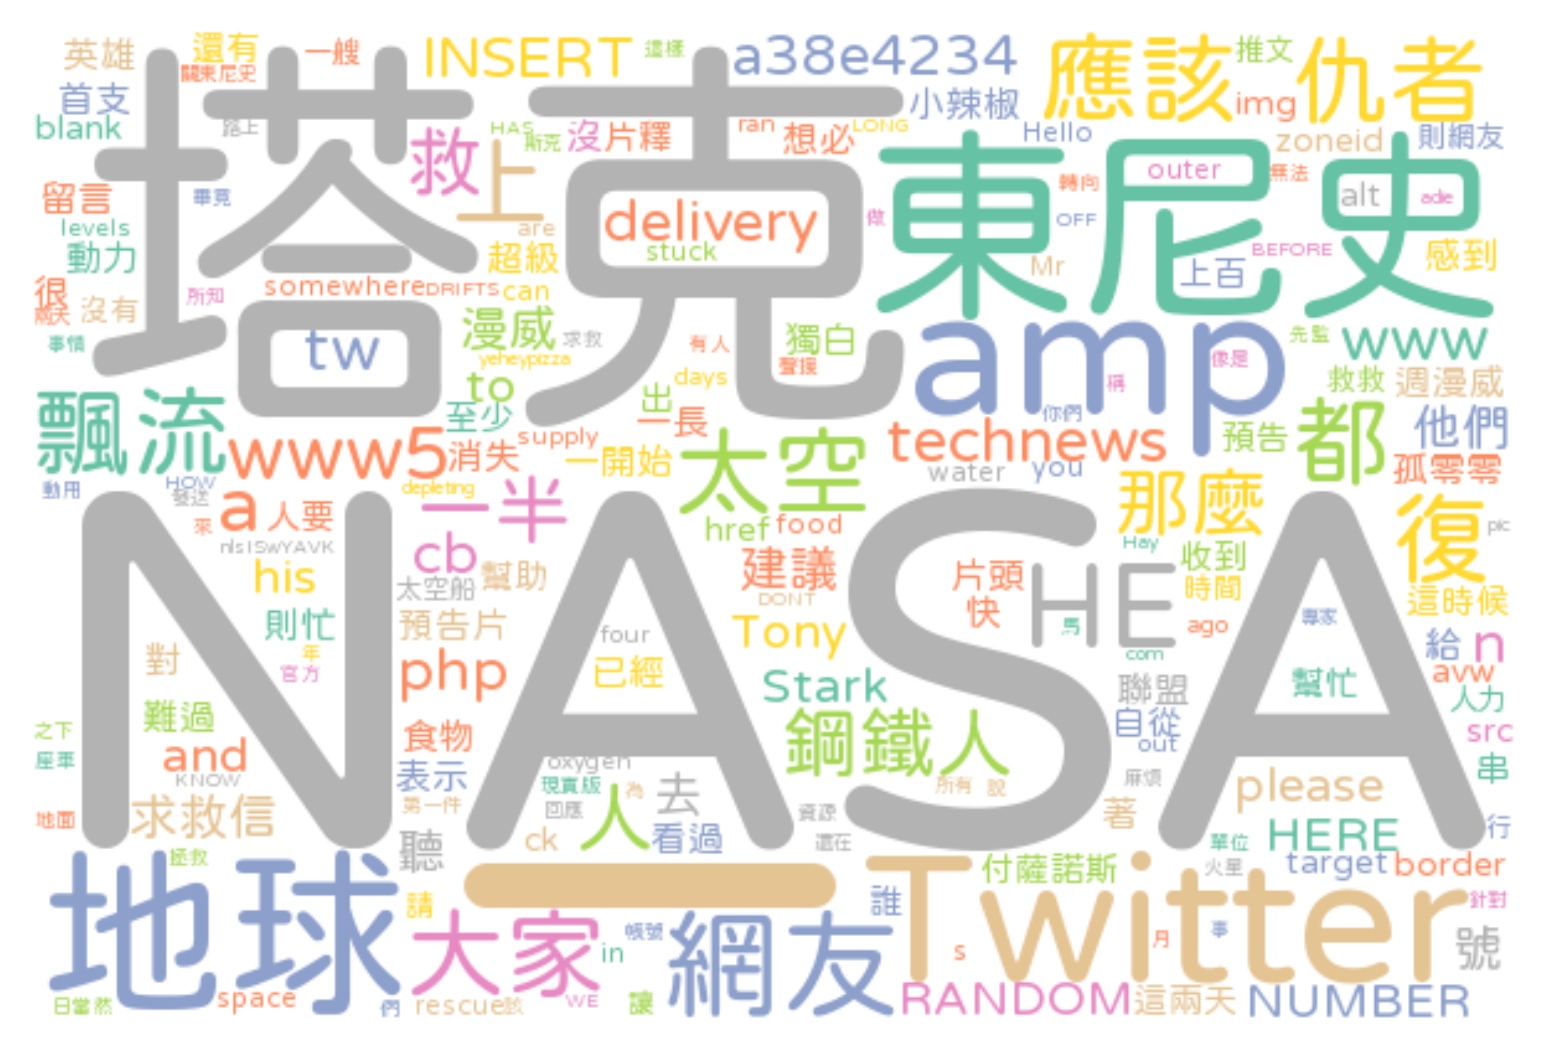 英雄
還有
一艘
關東尼史
INSERT
這樣
a38e4234
應該
推文
仇者
首支
blank
路上
塔克
救
上
HAS
斯克
沒
片釋
ran
想必
LONG
小辣椒
Hello
img
zoneid
則網友
留言
畢竟
levels
動力
are
超級
delivery
stuck
做
東尼史
轉向
OFF
outer
無法
alt
BEFORE
感到
Mr
上百
很
沒有
所知
somewhere
DRIFTS
can
事情
tw
漫威
求救
yeheypizza
有人
獨白
聲援
amp
像是
先監
www
to
days
稱
救救
週漫威
飄流
www5
至少
消失
supply
出
一長
你們
technews
預告
都
他們
動用
HOW
發送
depleting
一開始
太空
water
you
孤零零
來
a
人要
一半
href
food
那麼
復
pic
nlsISwYAVK
cb
his
太空船
幫助
建議
DONT
片頭
快
HE
Hay
收到
時間
這時候
NASA
則忙
預告片
four
Tony
馬
ago
專家
給
n
對
年
官方
php
已經
Stark
com
聯盟
幫忙
avw
人力
難過
之下
座車
and
KNOW
食物
表示
oxygen
鋼鐵人
自從
out
src
串
地面
求救信
第一件
現實版
回應
為
人
去
所有
說
資源
麻煩
著
please
拯救
聽
ck
看過
還在
單位
HERE
行
火星
target
border
付薩諾斯
地球
請
大家
帳號
in
網友
誰
Twitter
針對
s
月
事
號
日當然
space
們
rescue
WE
讓
RANDOM
這兩天
NUMBER